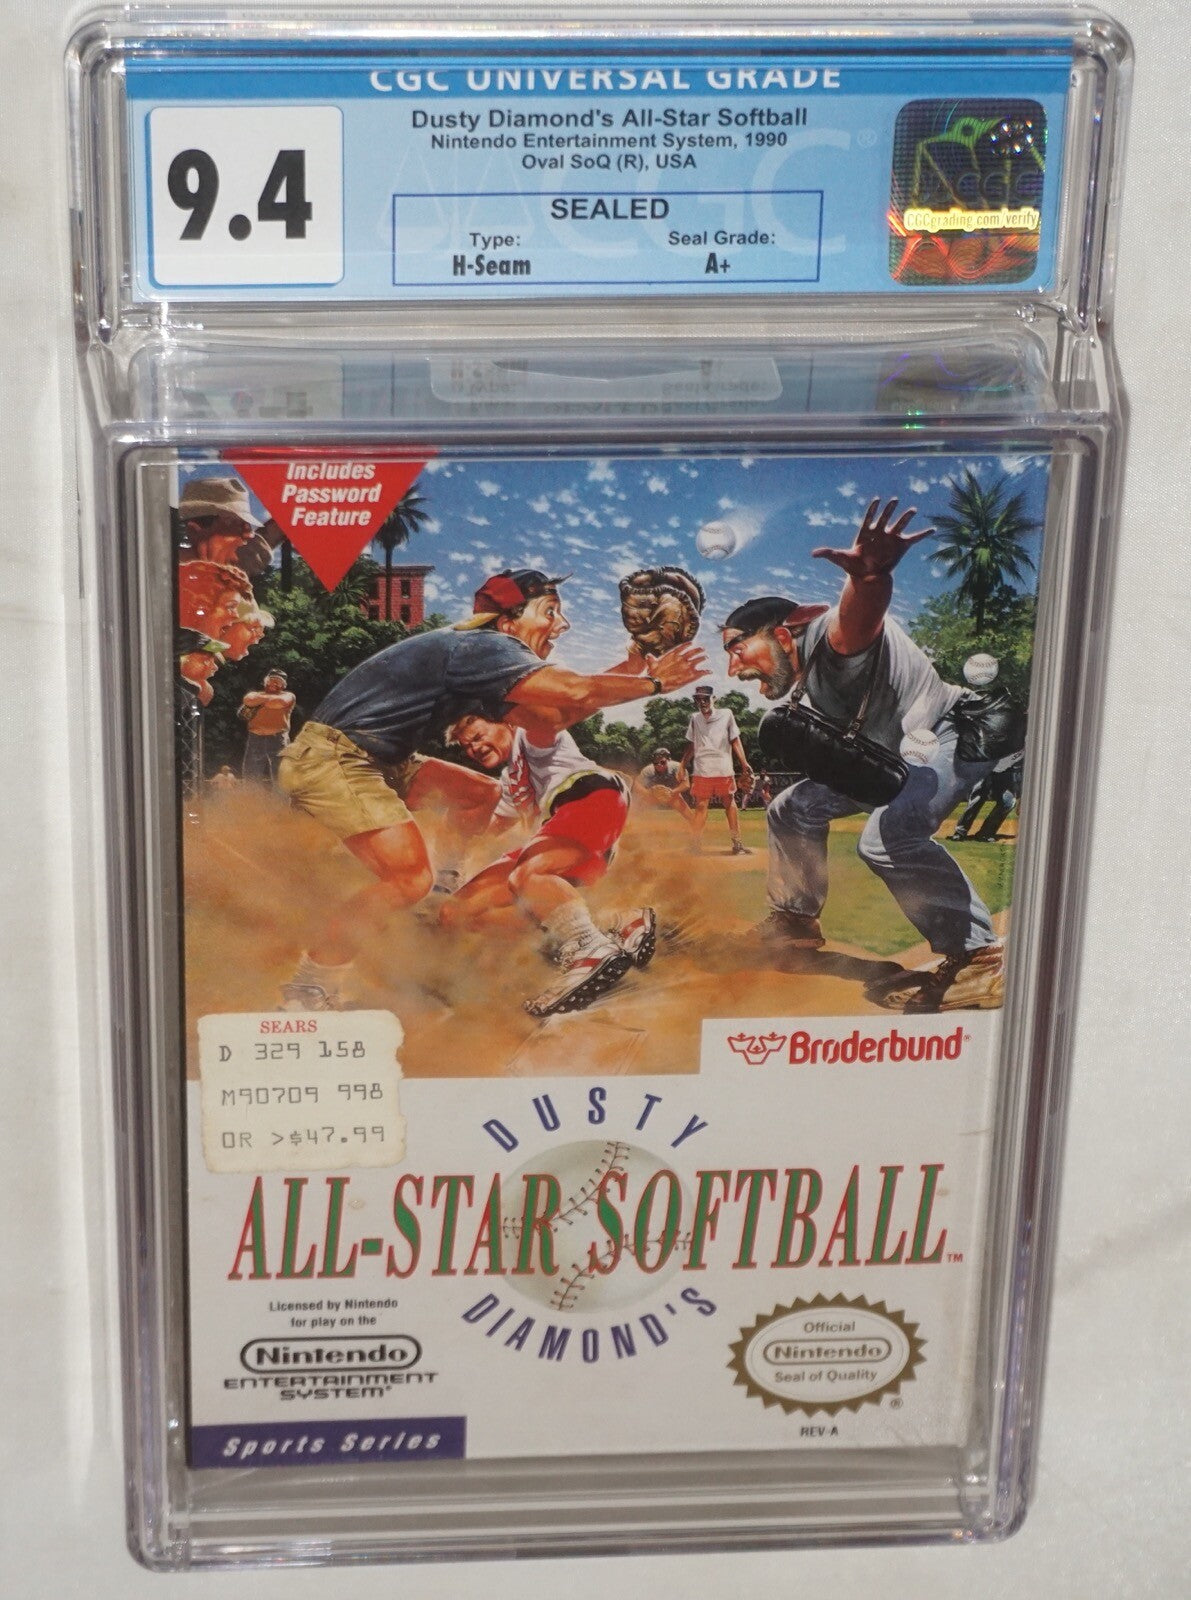 CGC UNIVERSAL GRADE
9.4
Dusty Diamond's All-Star Softball
Nintendo Entertainment System, 1990
Oval SoQ (R), USA
SEALED
Type: Seal Grade:
H-Seam A+
CGC
CGCgrading.com/verify
Includes
Password
Feature
SEARS
D 329 158
M90709 998
OR >$47.99
Brøderbund®
DUSTY
ALL-STAR SOFTBALL™
DIAMOND'S
Licensed by Nintendo
for play on the
Nintendo
ENTERTAINMENT
SYSTEM®
Official
Nintendo
Seal of Quality
®
REV-A
Sports Series